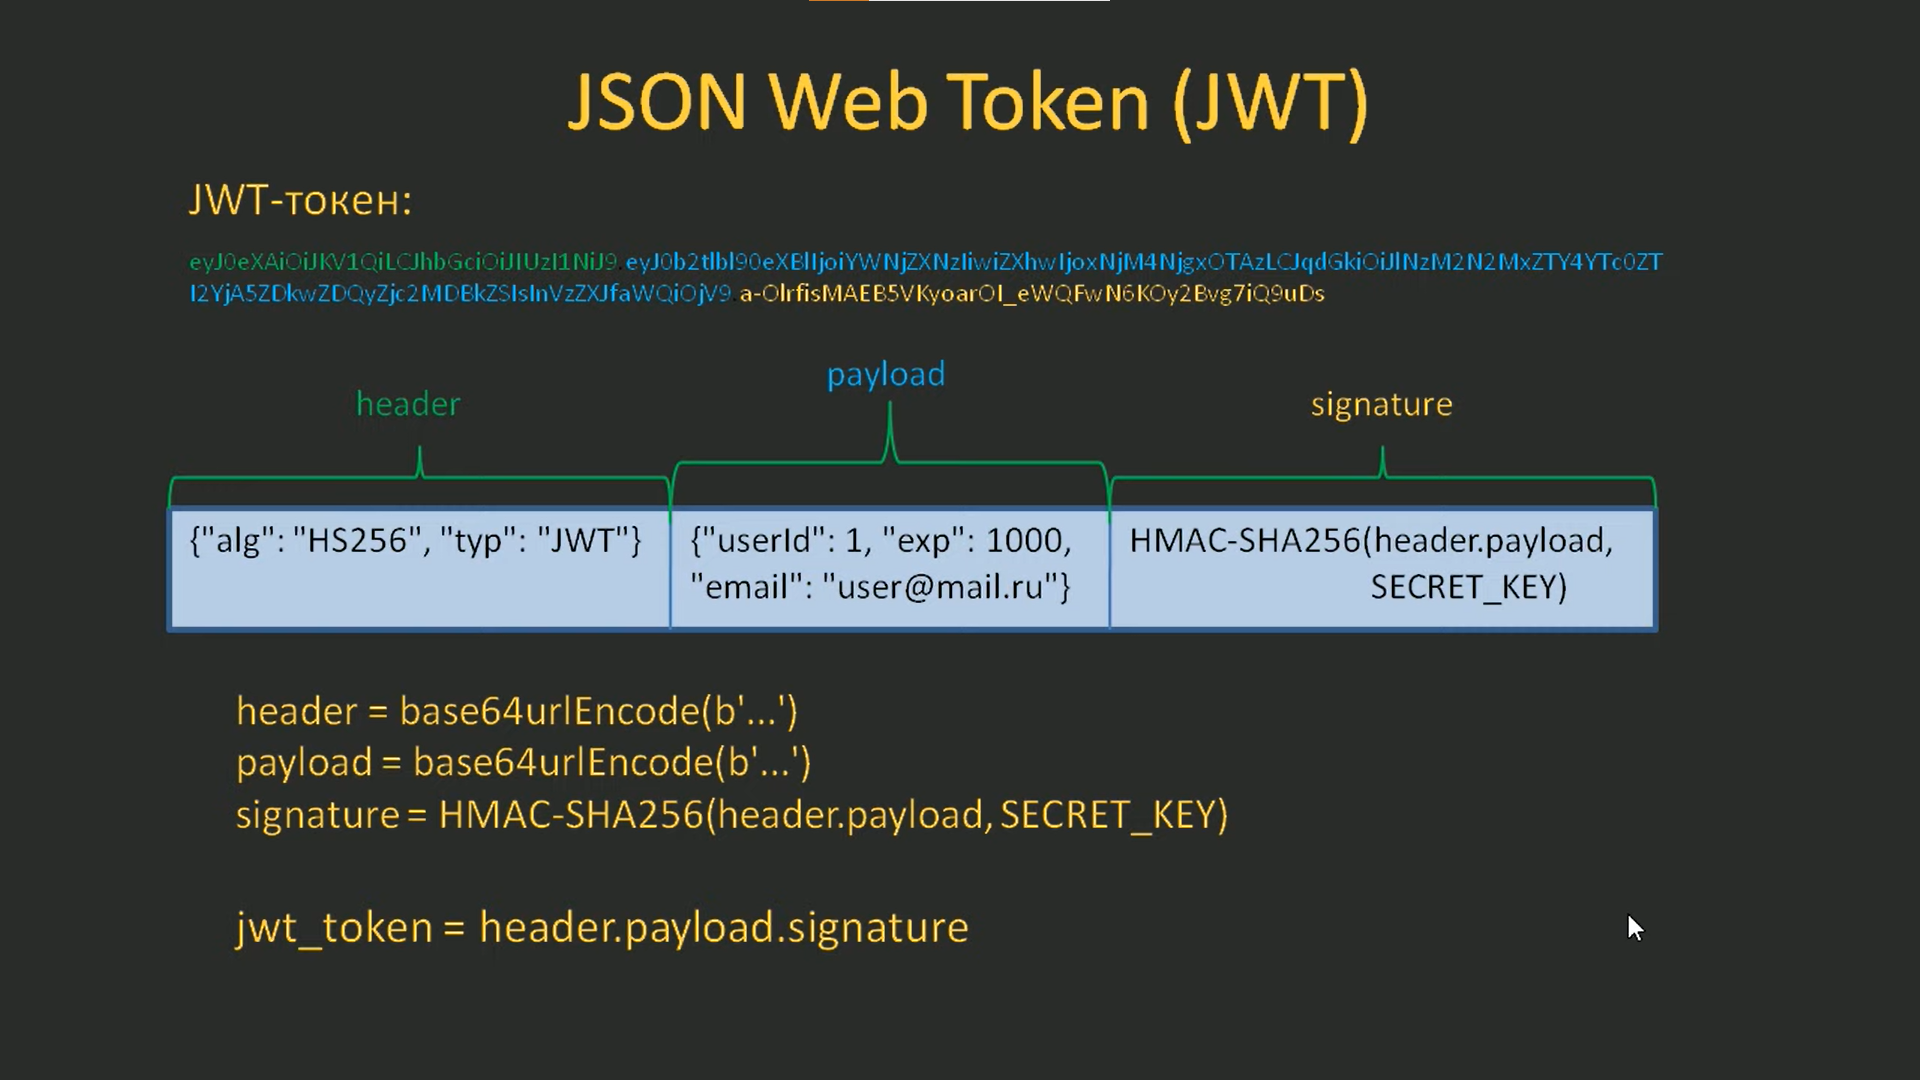 JSON Web Token (JWT)
JWT-токен:
eyJ0eXAiOiJKV1QiLCJhbGciOiJIUzI1NiJ9.eyJ0b2tlbl90eXBlIjoiYWNjZXNzIiwiZXhwIjoxNjM4NjgxOTAzLCJqdGkiOiJlNzM2N2MxZTY4YTc0ZT
I2YjA5ZDkwZDQyZjc2MDBkZSIsInVzZXJfaWQiOjV9.a-OlrfisMAEB5VKyoarOI_eWQFwN6KOy2Bvg7iQ9uDs
payload
header
signature
{"alg": "HS256", "typ": "JWT"} {"userId": 1, "exp": 1000, HMAC-SHA256(header.payload,
"email": "user@mail.ru"} SECRET_KEY)
header = base64urlEncode(b'...')
payload = base64urlEncode(b'...')
signature = HMAC-SHA256(header.payload, SECRET_KEY)
jwt_token = header.payload.signature